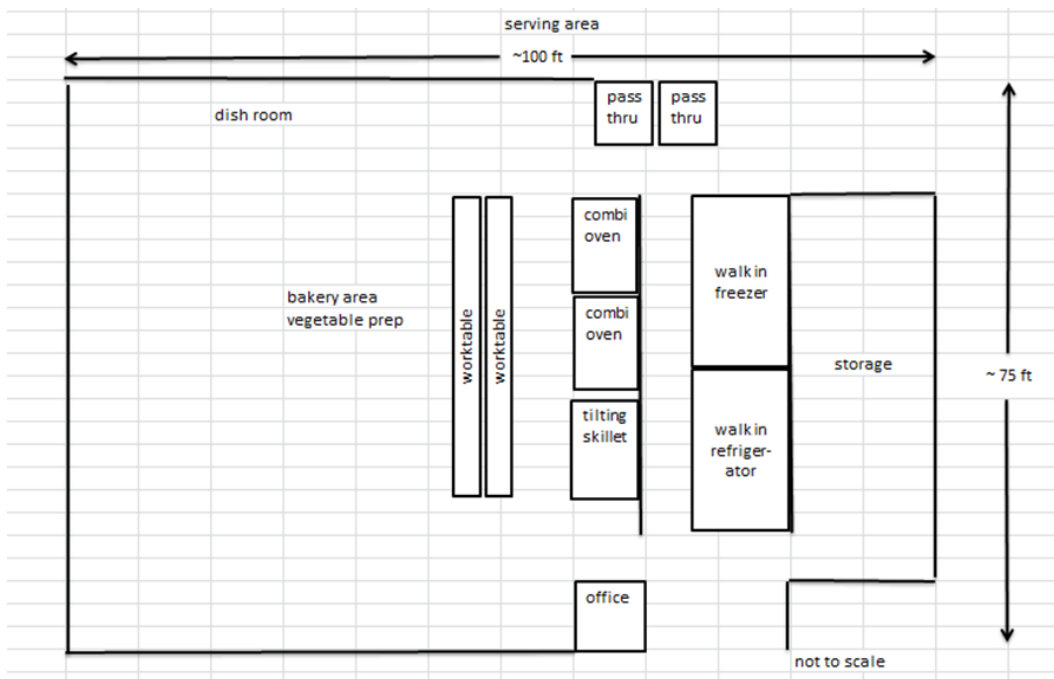 serving area
~100 ft
dish room
pass
thru
pass
thru
combi
oven
walk in
freezer
bakery area
vegetable prep
worktable
worktable
combi
oven
storage
~ 75 ft
tilting
skillet
walk in
refriger-
ator
office
not to scale